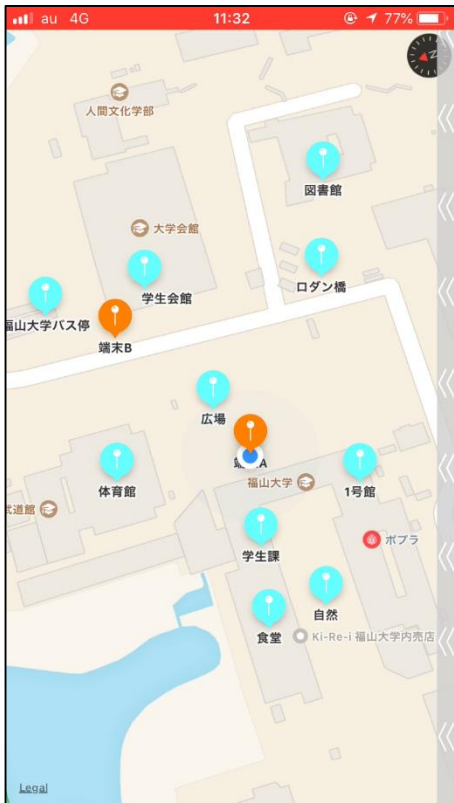 au 4G 11:32 77%
人間文化学部
図書館
大学会館
学生会館
ロダン橋
福山大学バス停
端末B
広場
体育館
福山大学
1号館
武道館
学生課
ポプラ
自然
食堂
Ki-Re-i 福山大学内売店
Legal